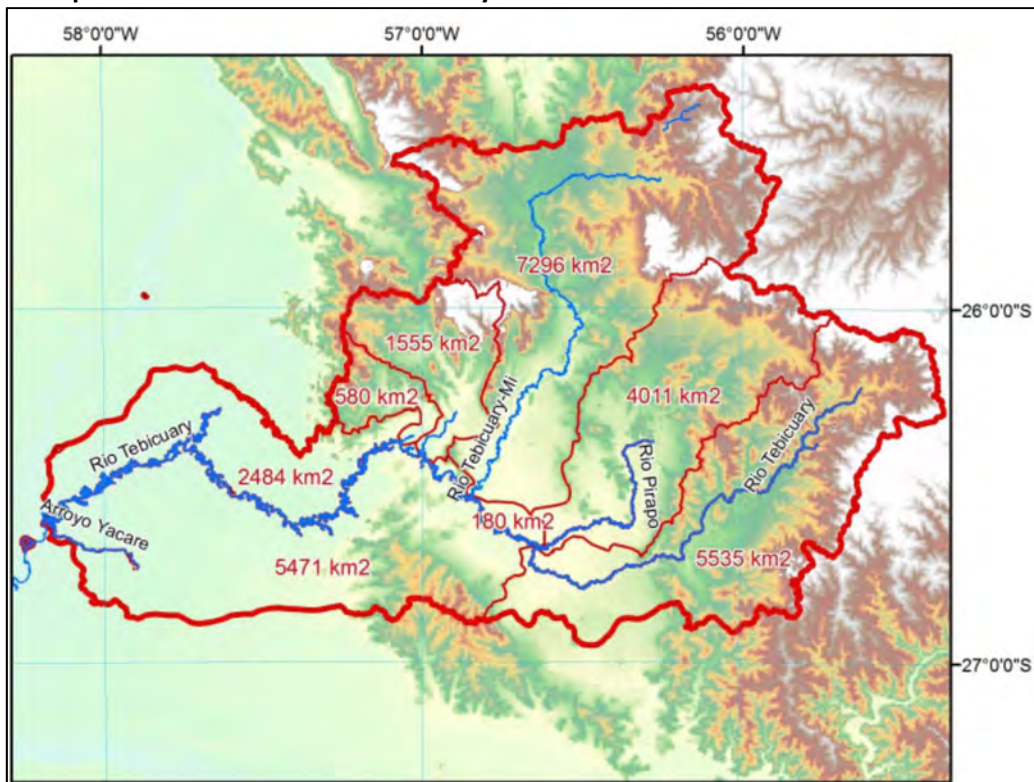 58°0'0"W
57°0'0"W
56°0'0"W
7296 km2
26°0'0"S
1555 km2
580 km2
4011 km2
Rio Tebicuary-Mi
Rio Tebicuary
Rio Tebicuary
2484 km2
Rio Pirapo
Arroyo Yacare
180 km2
5471 km2
5535 km2
27°0'0"S